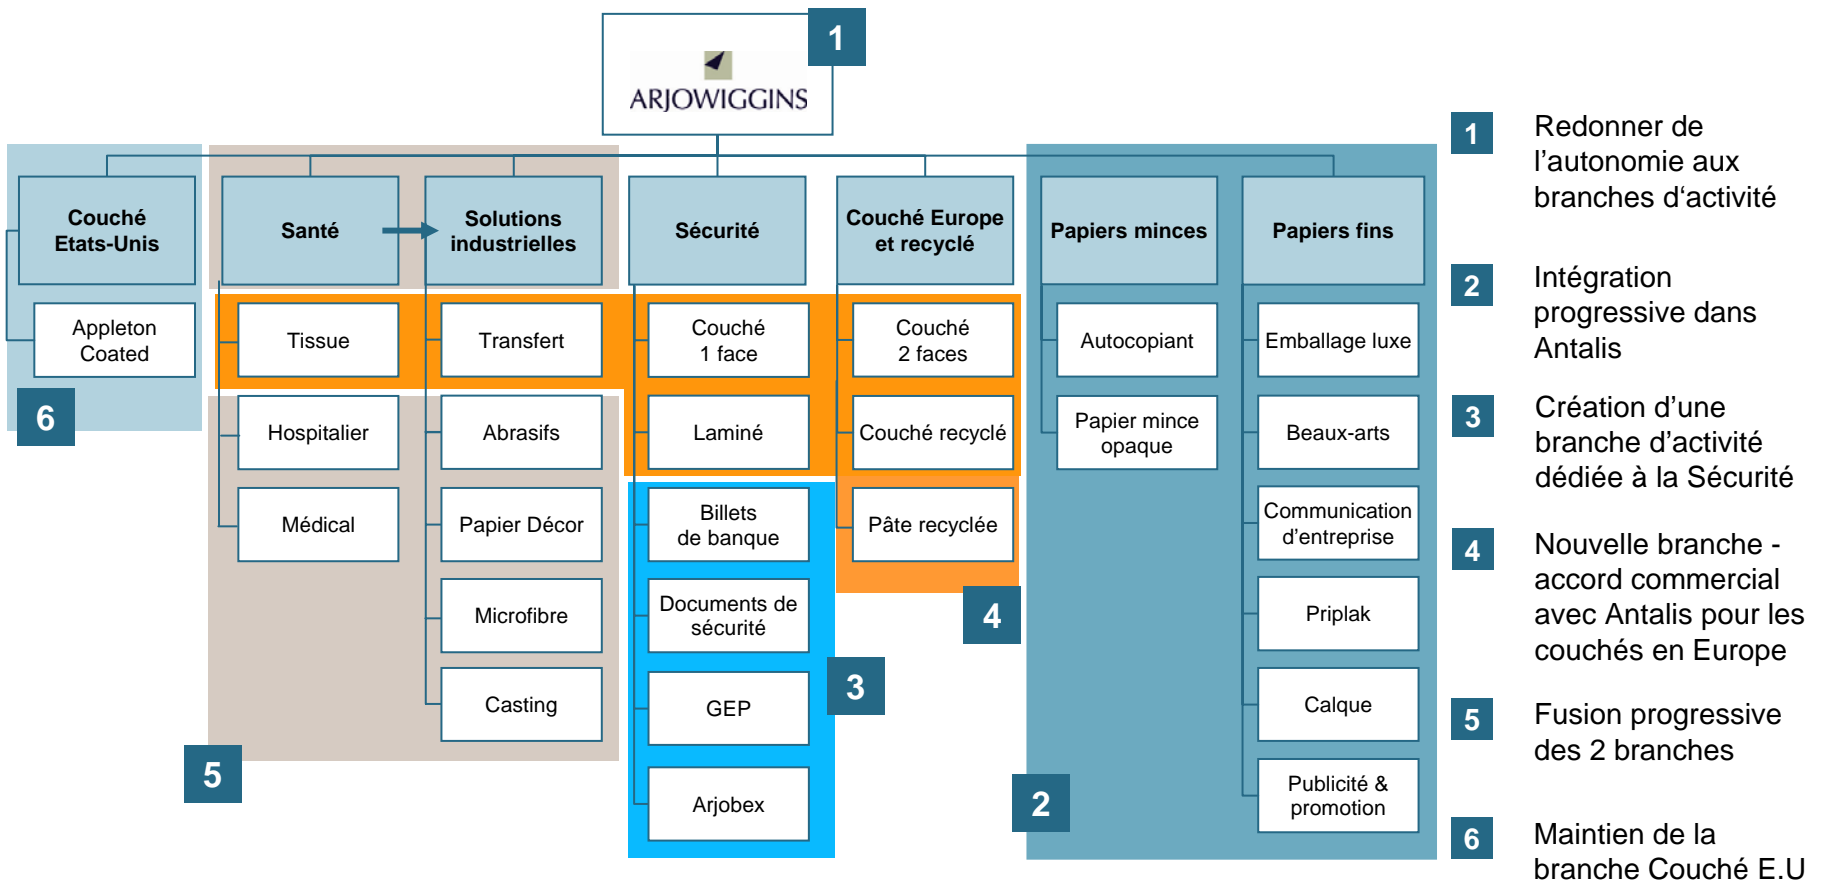 1
ARJOWIGGINS
Couché
Etats-Unis
Santé
Solutions
industrielles
Sécurité
Couché Europe
et recyclé
Papiers minces
Papiers fins
Appleton
Coated
6
Tissue
Hospitalier
Médical
Transfert
Abrasifs
Papier Décor
Microfibre
Casting
5
Couché
1 face
Laminé
Billets
de banque
Documents de
sécurité
GEP
Arjobex
3
Couché
2 faces
Couché recyclé
Pâte recyclée
4
Autocopiant
Papier mince
opaque
2
Emballage luxe
Beaux-arts
Communication
d'entreprise
Priplak
Calque
Publicité &
promotion
1
Redonner de
l'autonomie aux
branches d‘activité
2
Intégration
progressive dans
Antalis
3
Création d’une
branche d’activité
dédiée à la Sécurité
4
Nouvelle branche -
accord commercial
avec Antalis pour les
couchés en Europe
5
Fusion progressive
des 2 branches
6
Maintien de la
branche Couché E.U